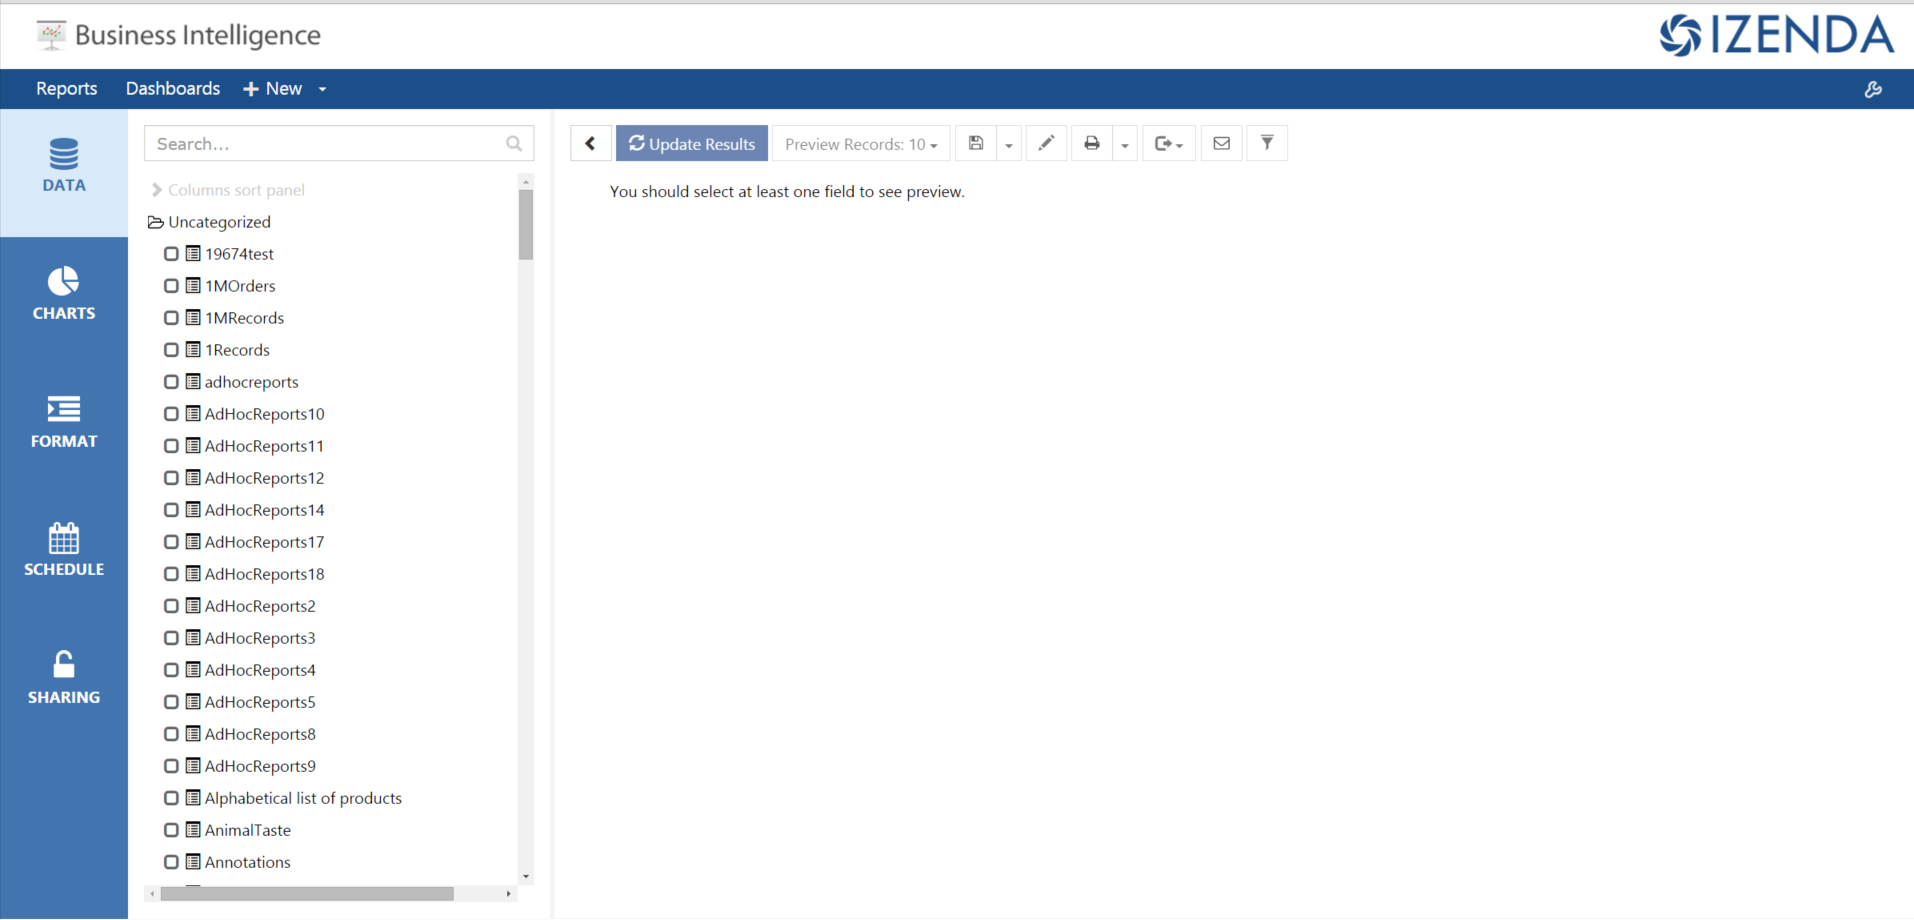 Business Intelligence
IZENDA
Reports Dashboards New
DATA
CHARTS
FORMAT
SCHEDULE
SHARING
Search...
Columns sort panel
Uncategorized
19674test
1MOrders
1MRecords
1Records
adhocreports
AdHocReports10
AdHocReports11
AdHocReports12
AdHocReports14
AdHocReports17
AdHocReports18
AdHocReports2
AdHocReports3
AdHocReports4
AdHocReports5
AdHocReports8
AdHocReports9
Alphabetical list of products
AnimalTaste
Annotations
Update Results Preview Records: 10
You should select at least one field to see preview.